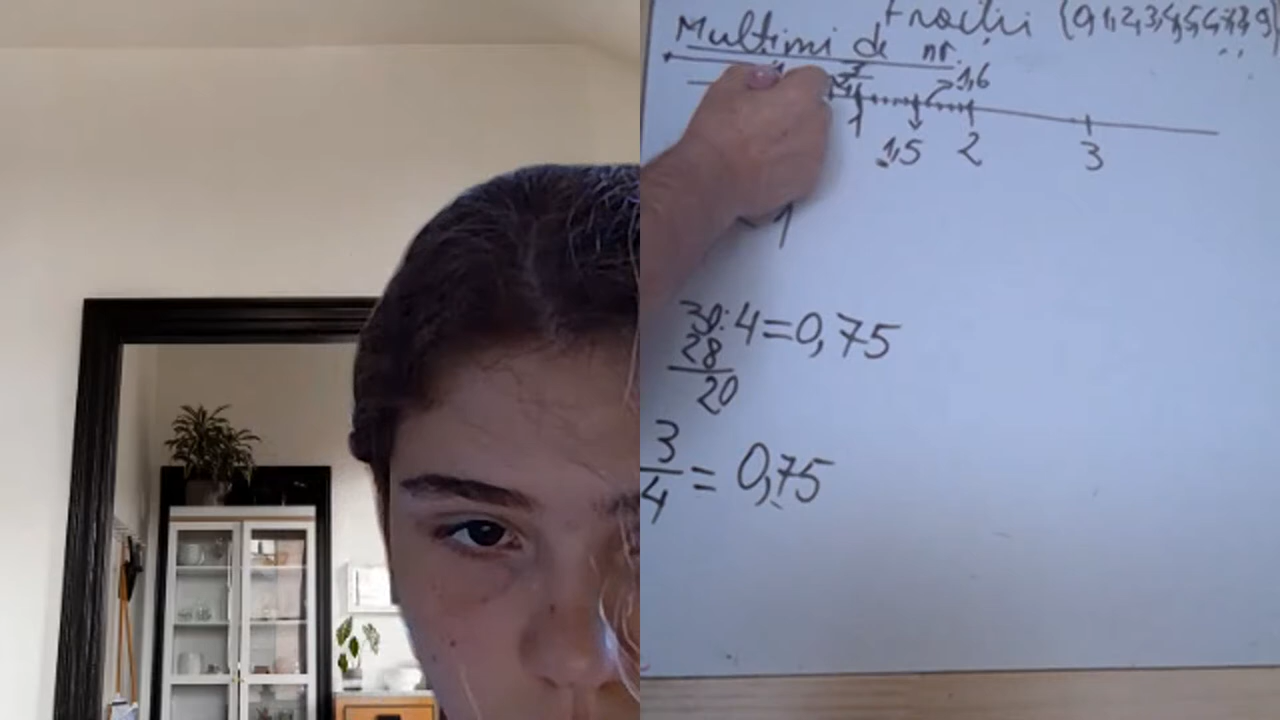 Fracții (0,1,2,3,4,5,6,7,8,9)
Mulțimi de nr.
1,6
1 1,5 2 3
1
30:4=0,75
28
20
3/4 = 0,75